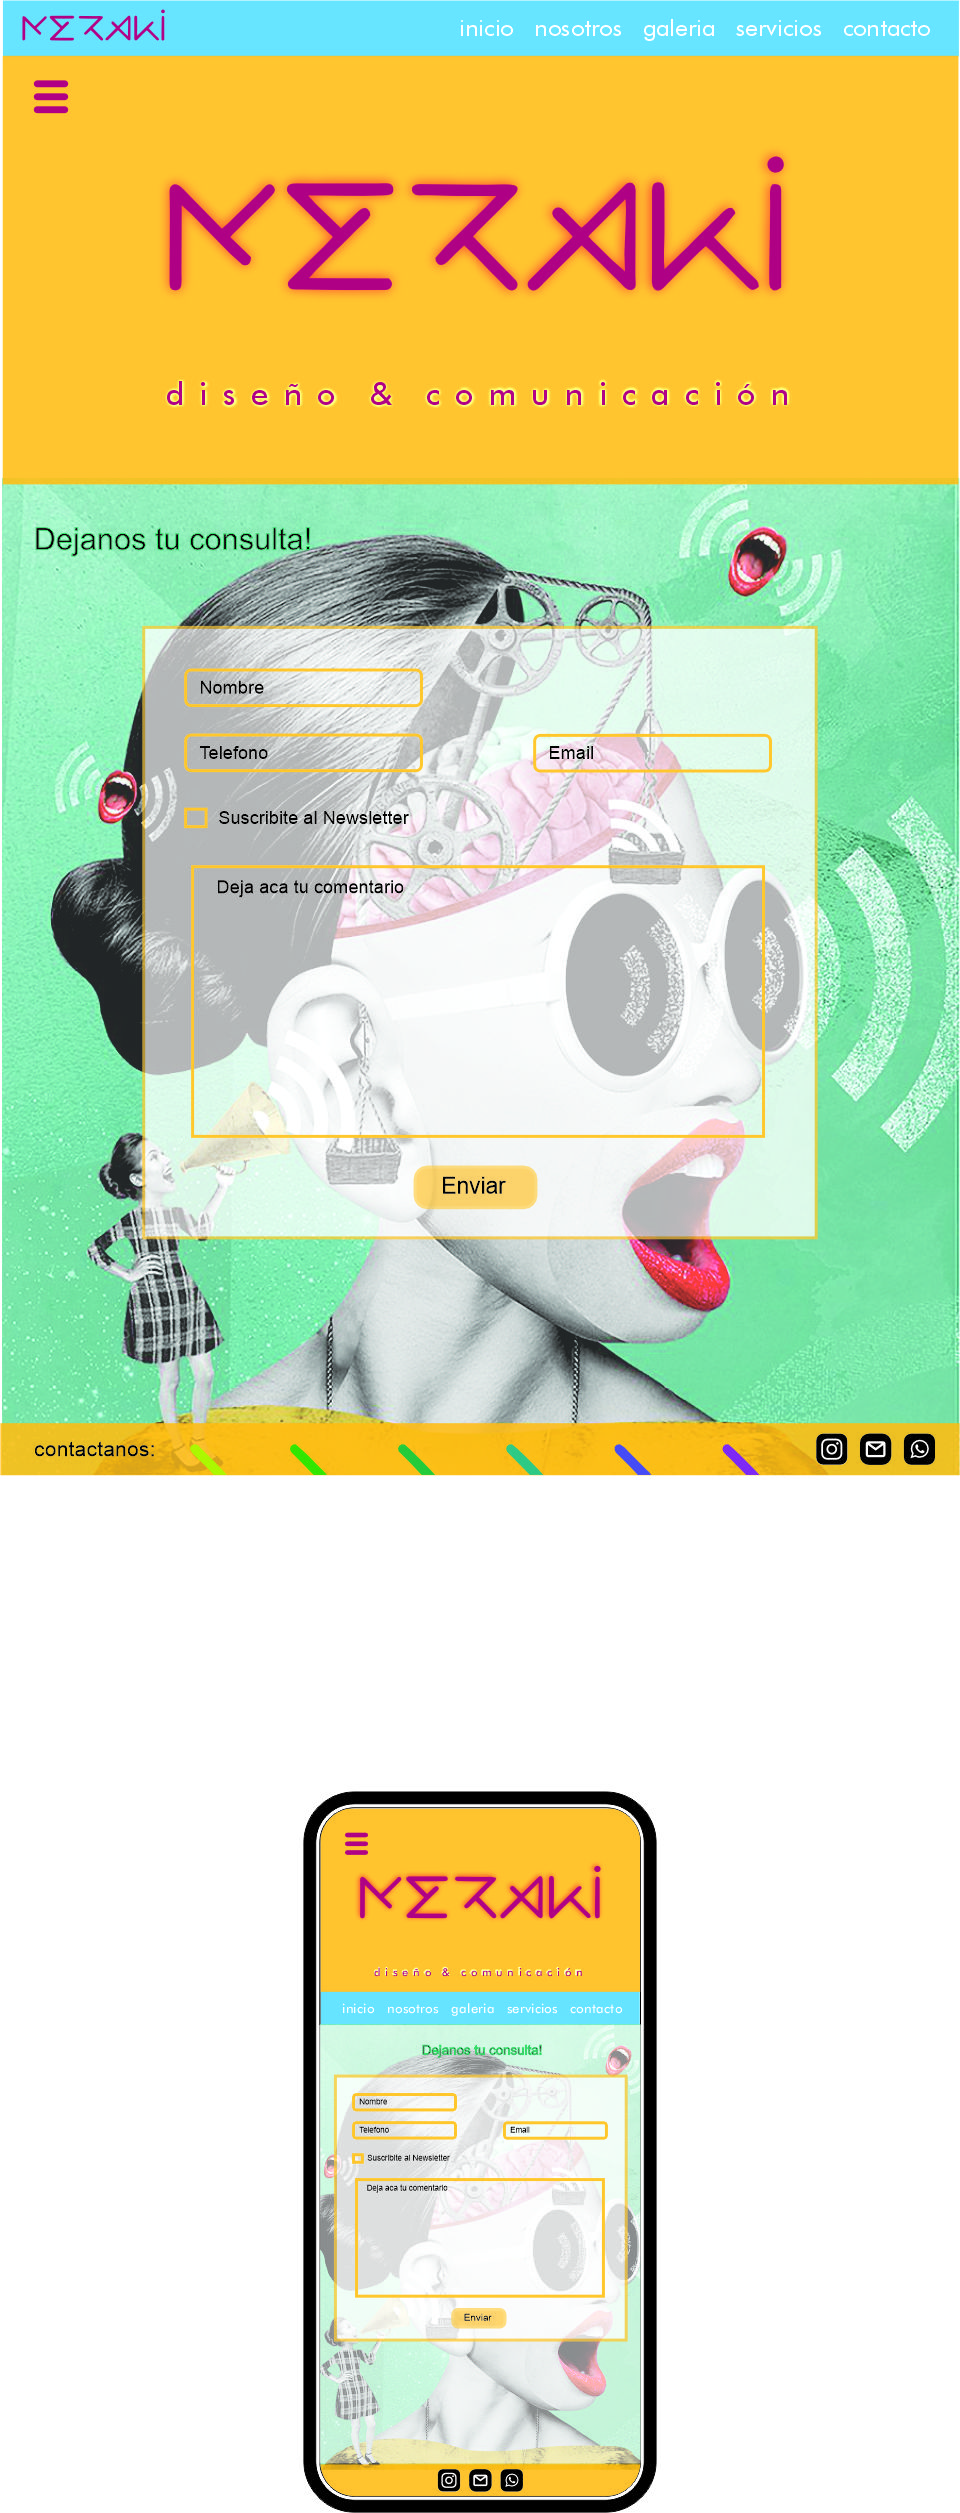 MERAKI inicio nosotros galeria servicios contacto
MERAKI
diseño & comunicación
Dejanos tu consulta!
Nombre
Telefono Email
Suscribite al Newsletter
Deja aca tu comentario
Enviar
contactanos:
MERAKI
diseño & comunicación
inicio nosotros galeria servicios contacto
Dejanos tu consulta!
Nombre
Telefono Email
Suscribite al Newsletter
Deja aca tu comentario
Enviar